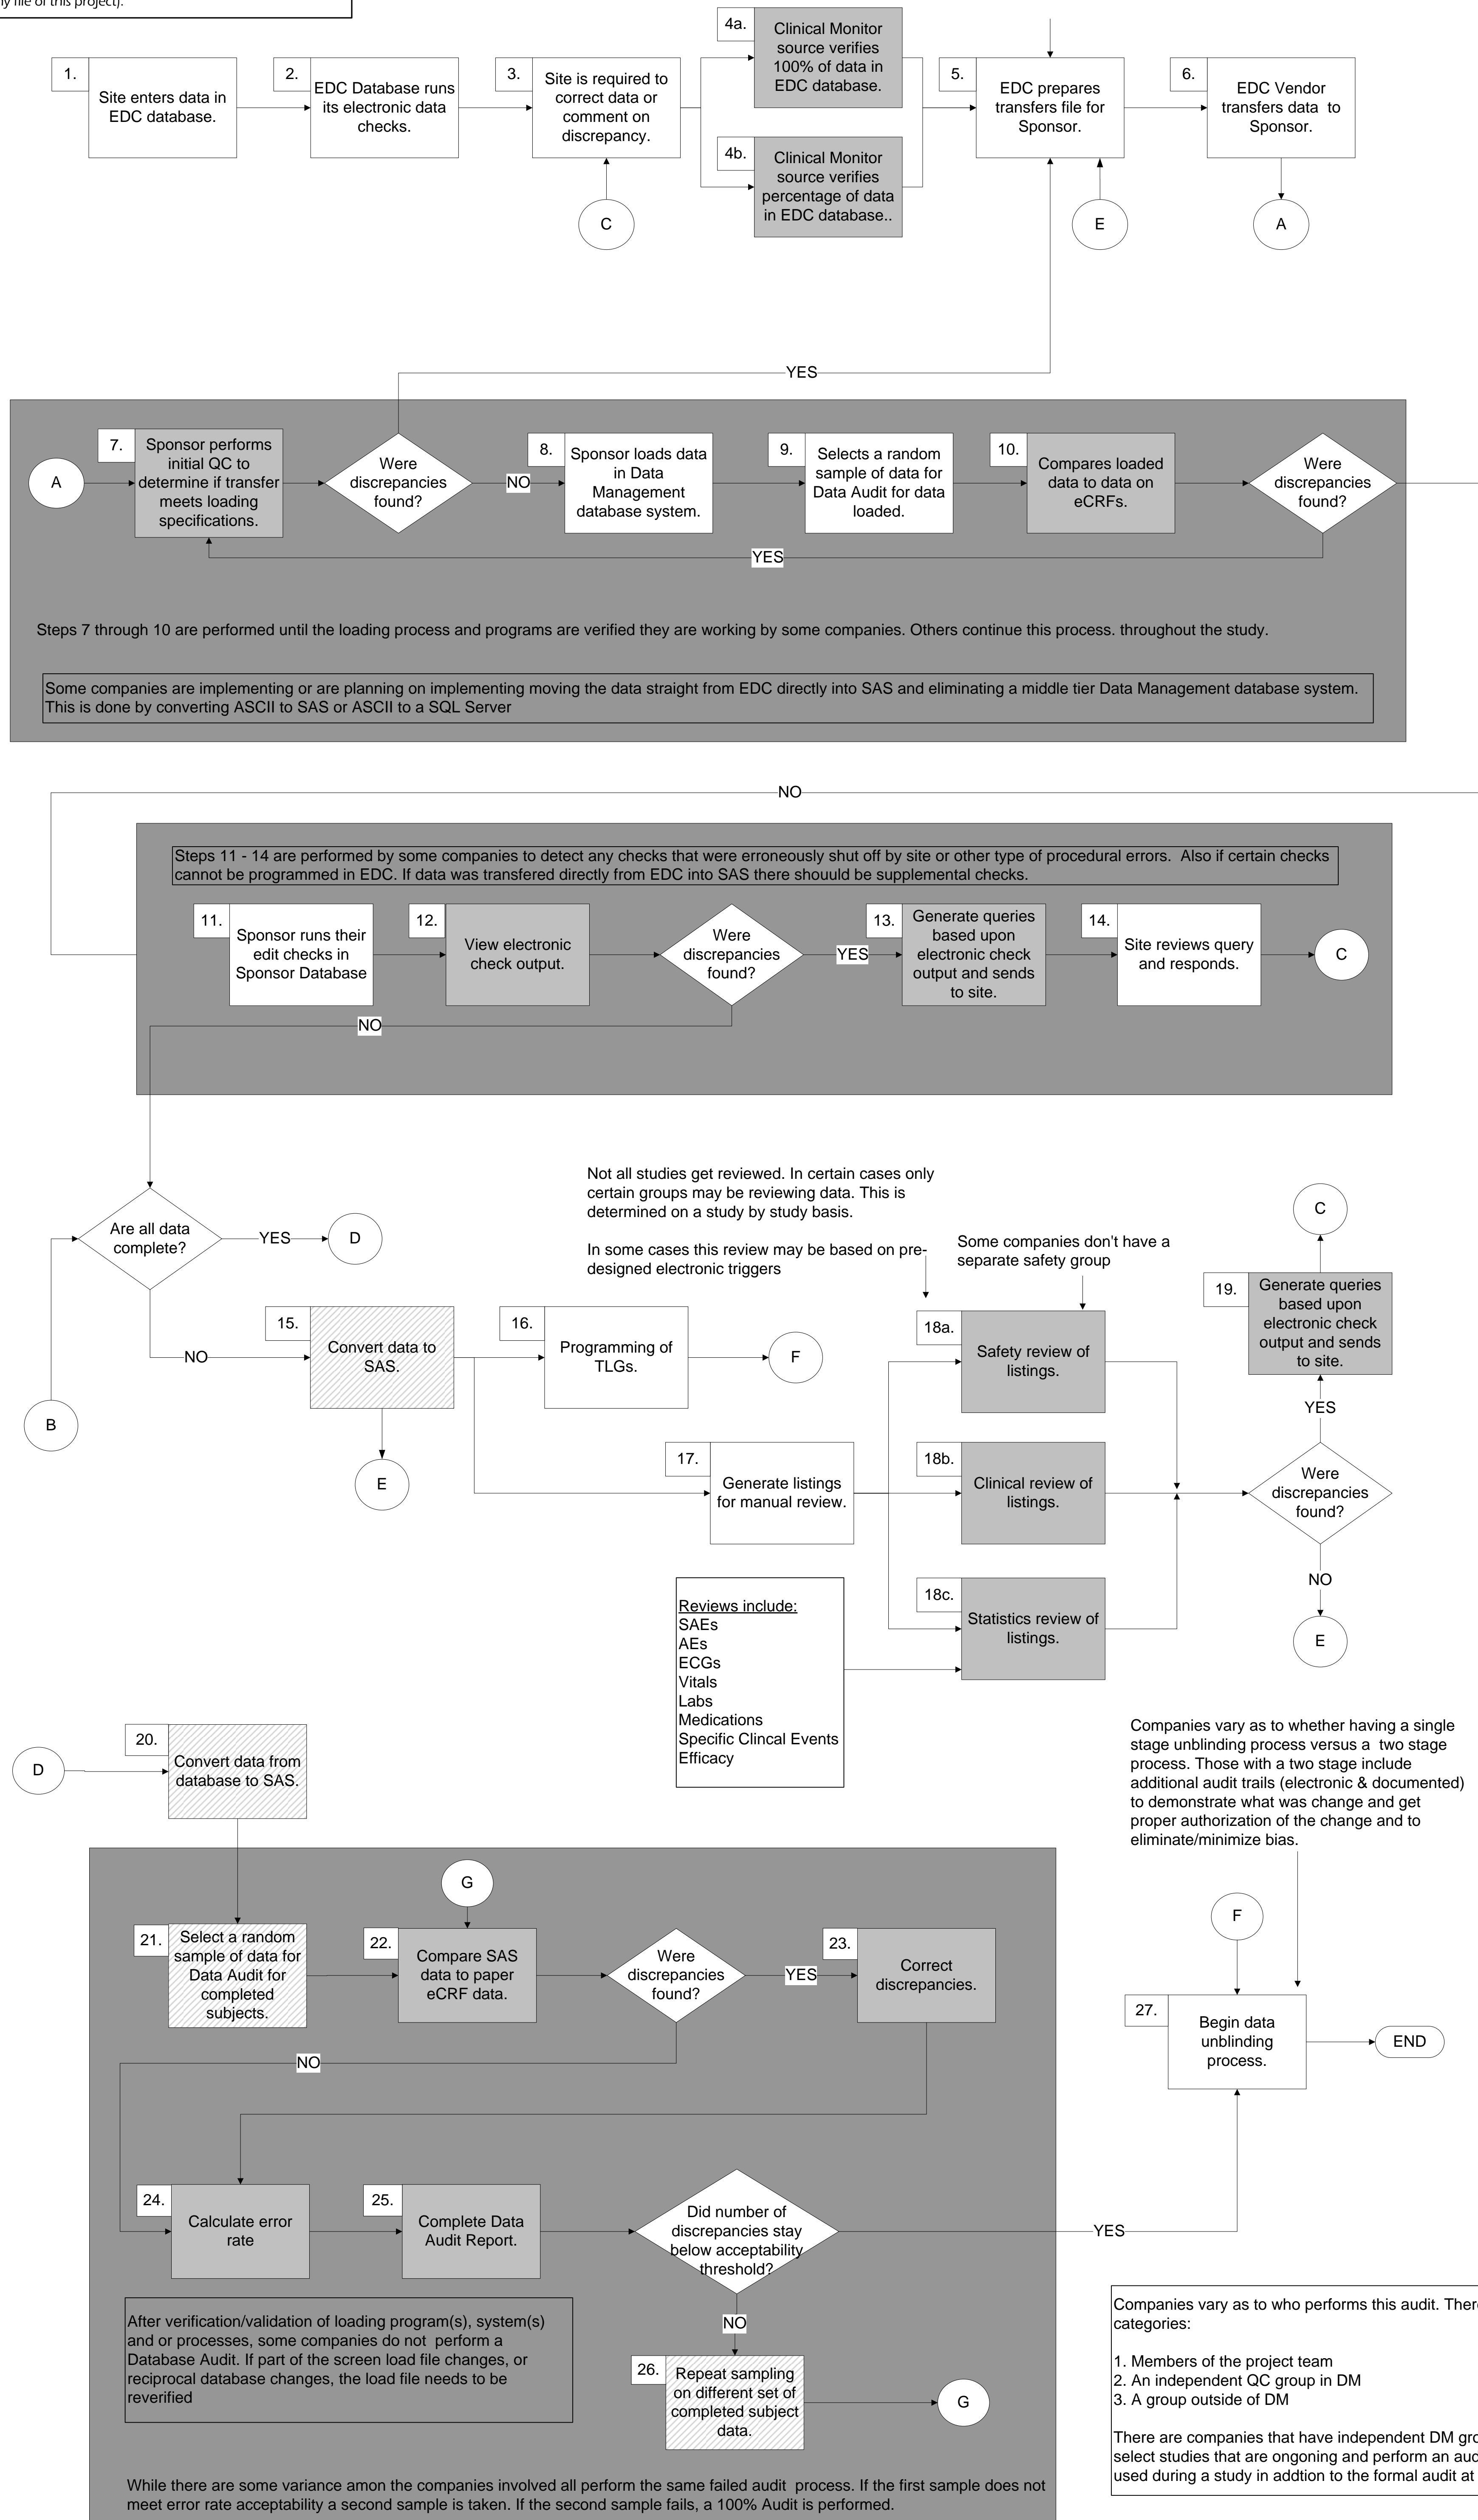 ny file of this project).
1.
Site enters data in
EDC database.
2.
EDC Database runs
its electronic data
checks.
3.
Site is required to
correct data or
comment on
discrepancy.
4a.
Clinical Monitor
source verifies
100% of data in
EDC database.
4b.
Clinical Monitor
source verifies
percentage of data
in EDC database..
5.
EDC prepares
transfers file for
Sponsor.
6.
EDC Vendor
transfers data to
Sponsor.
C
E
A
YES
A
7.
Sponsor performs
initial QC to
determine if transfer
meets loading
specifications.
Were
discrepancies
found?
NO
8.
Sponsor loads data
in Data
Management
database system.
9.
Selects a random
sample of data for
Data Audit for data
loaded.
10.
Compares loaded
data to data on
eCRFs.
Were
discrepancies
found?
YES
Steps 7 through 10 are performed until the loading process and programs are verified they are working by some companies. Others continue this process. throughout the study.
Some companies are implementing or are planning on implementing moving the data straight from EDC directly into SAS and eliminating a middle tier Data Management database system.
This is done by converting ASCII to SAS or ASCII to a SQL Server
NO
Steps 11 - 14 are performed by some companies to detect any checks that were erroneously shut off by site or other type of procedural errors. Also if certain checks
cannot be programmed in EDC. If data was transfered directly from EDC into SAS there shouuld be supplemental checks.
11.
Sponsor runs their
edit checks in
Sponsor Database
12.
View electronic
check output.
Were
discrepancies
found?
YES
13.
Generate queries
based upon
electronic check
output and sends
to site.
14.
Site reviews query
and responds.
C
NO
Are all data
complete?
YES
D
NO
B
15.
Convert data to
SAS.
E
16.
Programming of
TLGs.
F
Not all studies get reviewed. In certain cases only
certain groups may be reviewing data. This is
determined on a study by study basis.
In some cases this review may be based on pre-
designed electronic triggers
Some companies don't have a
separate safety group
17.
Generate listings
for manual review.
18a.
Safety review of
listings.
18b.
Clinical review of
listings.
18c.
Statistics review of
listings.
C
19.
Generate queries
based upon
electronic check
output and sends
to site.
YES
Were
discrepancies
found?
NO
E
Reviews include:
SAEs
AEs
ECGs
Vitals
Labs
Medications
Specific Clincal Events
Efficacy
D
20.
Convert data from
database to SAS.
Companies vary as to whether having a single
stage unblinding process versus a two stage
process. Those with a two stage include
additional audit trails (electronic & documented)
to demonstrate what was change and get
proper authorization of the change and to
eliminate/minimize bias.
G
21.
Select a random
sample of data for
Data Audit for
completed
subjects.
22.
Compare SAS
data to paper
eCRF data.
Were
discrepancies
found?
YES
23.
Correct
discrepancies.
NO
F
27.
Begin data
unblinding
process.
END
24.
Calculate error
rate
25.
Complete Data
Audit Report.
Did number of
discrepancies stay
below acceptability
threshold?
YES
NO
After verification/validation of loading program(s), system(s)
and or processes, some companies do not perform a
Database Audit. If part of the screen load file changes, or
reciprocal database changes, the load file needs to be
reverified
26.
Repeat sampling
on different set of
completed subject
data.
G
Companies vary as to who performs this audit. There
categories:
1. Members of the project team
2. An independent QC group in DM
3. A group outside of DM
There are companies that have independent DM gro
select studies that are ongoning and perform an aud
used during a study in addtion to the formal audit at
While there are some variance amon the companies involved all perform the same failed audit process. If the first sample does not
meet error rate acceptability a second sample is taken. If the second sample fails, a 100% Audit is performed.